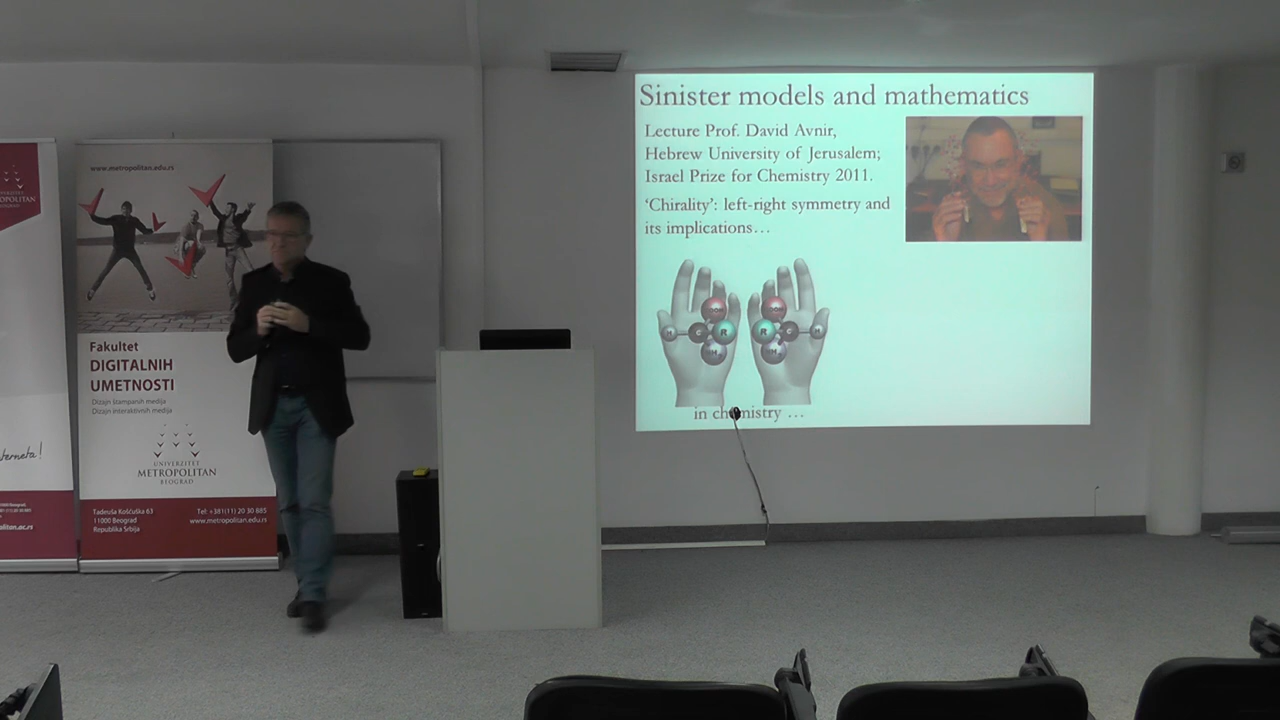 UNIVERZITET
METROPOLITAN
BEOGRAD
www.metropolitan.edu.rs
Fakultet
DIGITALNIH
UMETNOSTI
Dizajn štampanih medija
Dizajn interaktivnih medija
UNIVERZITET
METROPOLITAN
BEOGRAD
Tadeuša Košćuška 63
11000 Beograd
Republika Srbija
Tel: +381(11) 20 30 885
www.metropolitan.edu.rs
Sinister models and mathematics
Lecture Prof. David Avnir,
Hebrew University of Jerusalem;
Israel Prize for Chemistry 2011.
‘Chirality’: left-right symmetry and
its implications…
H C R
R C H
in chemistry …